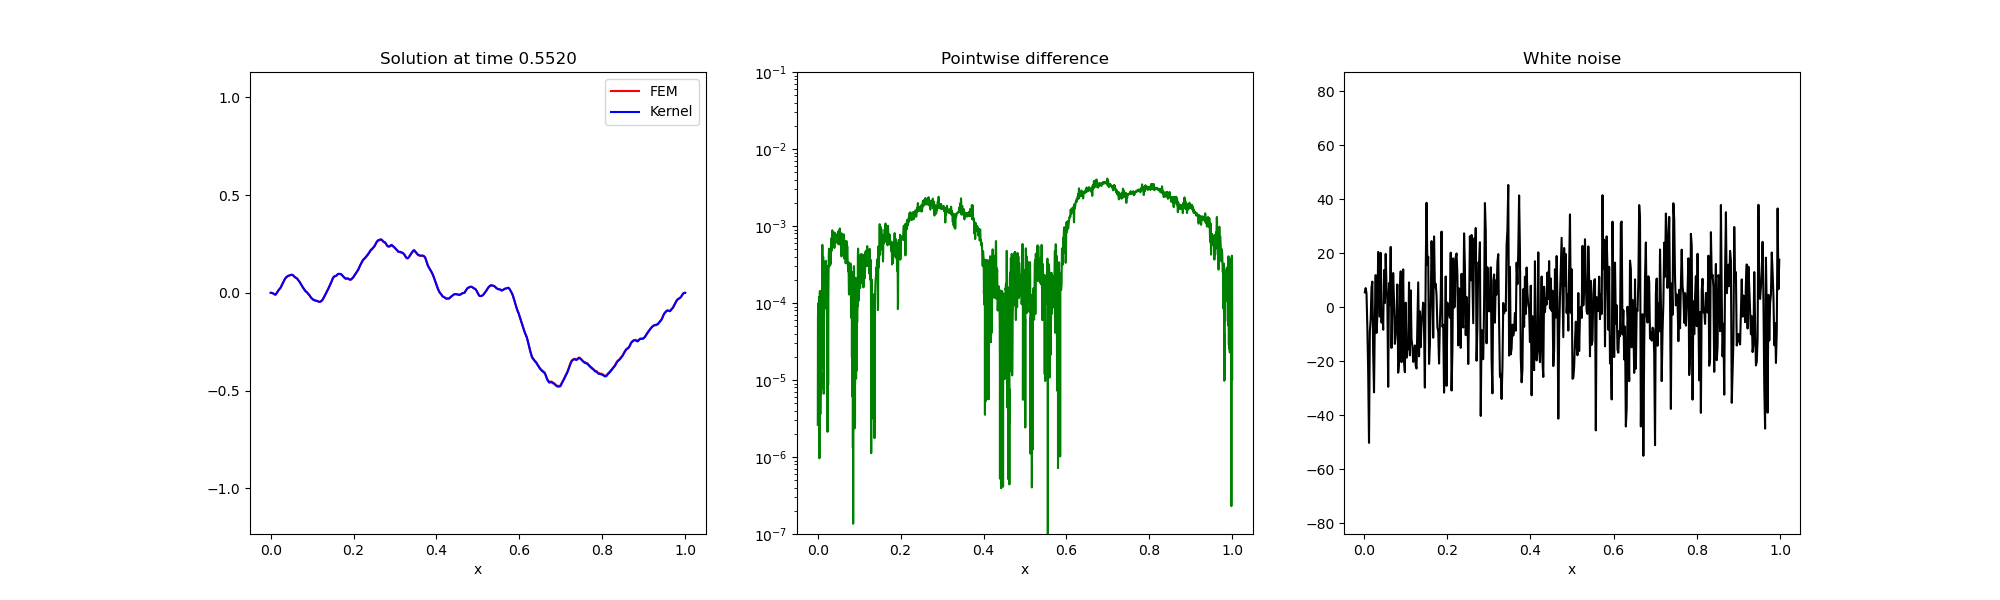 Solution at time 0.5520
1.0
0.5
0.0
−0.5
−1.0
0.0 0.2 0.4 0.6 0.8 1.0
x
FEM
Kernel
Pointwise difference
10⁻¹
10⁻²
10⁻³
10⁻⁴
10⁻⁵
10⁻⁶
10⁻⁷
0.0 0.2 0.4 0.6 0.8 1.0
x
White noise
80
60
40
20
0
−20
−40
−60
−80
0.0 0.2 0.4 0.6 0.8 1.0
x